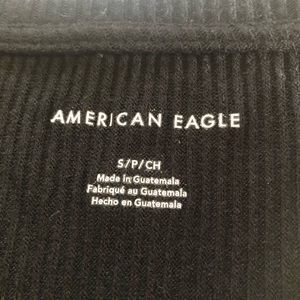 AMERICAN EAGLE
S/P/CH
Made in Guatemala
Fabriqué au Guatemala
Hecho en Guatemala